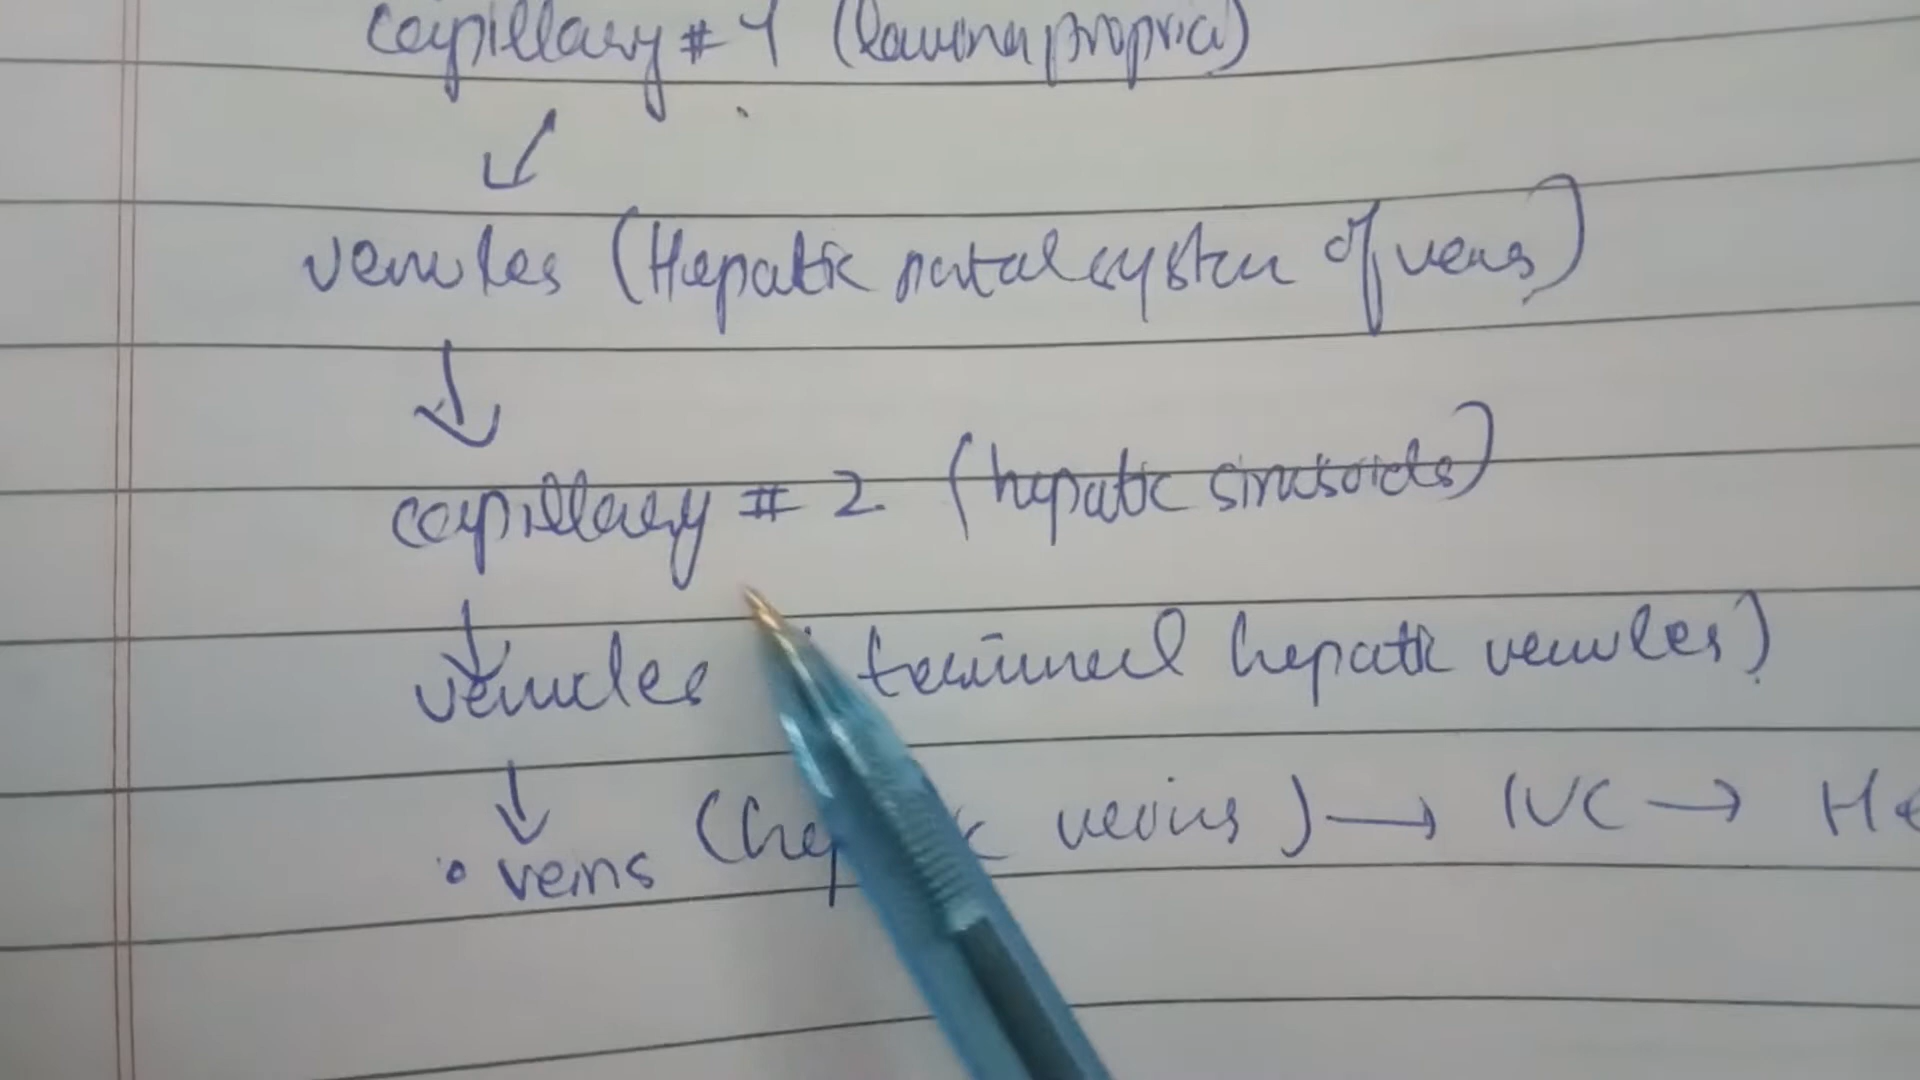 capillary # 1 (lamina propria)
venules (Hepatic portal system of veins)
capillary # 2 (hepatic sinusoids)
venules terminal hepatic venules)
veins (hep c veins) → IVC → H